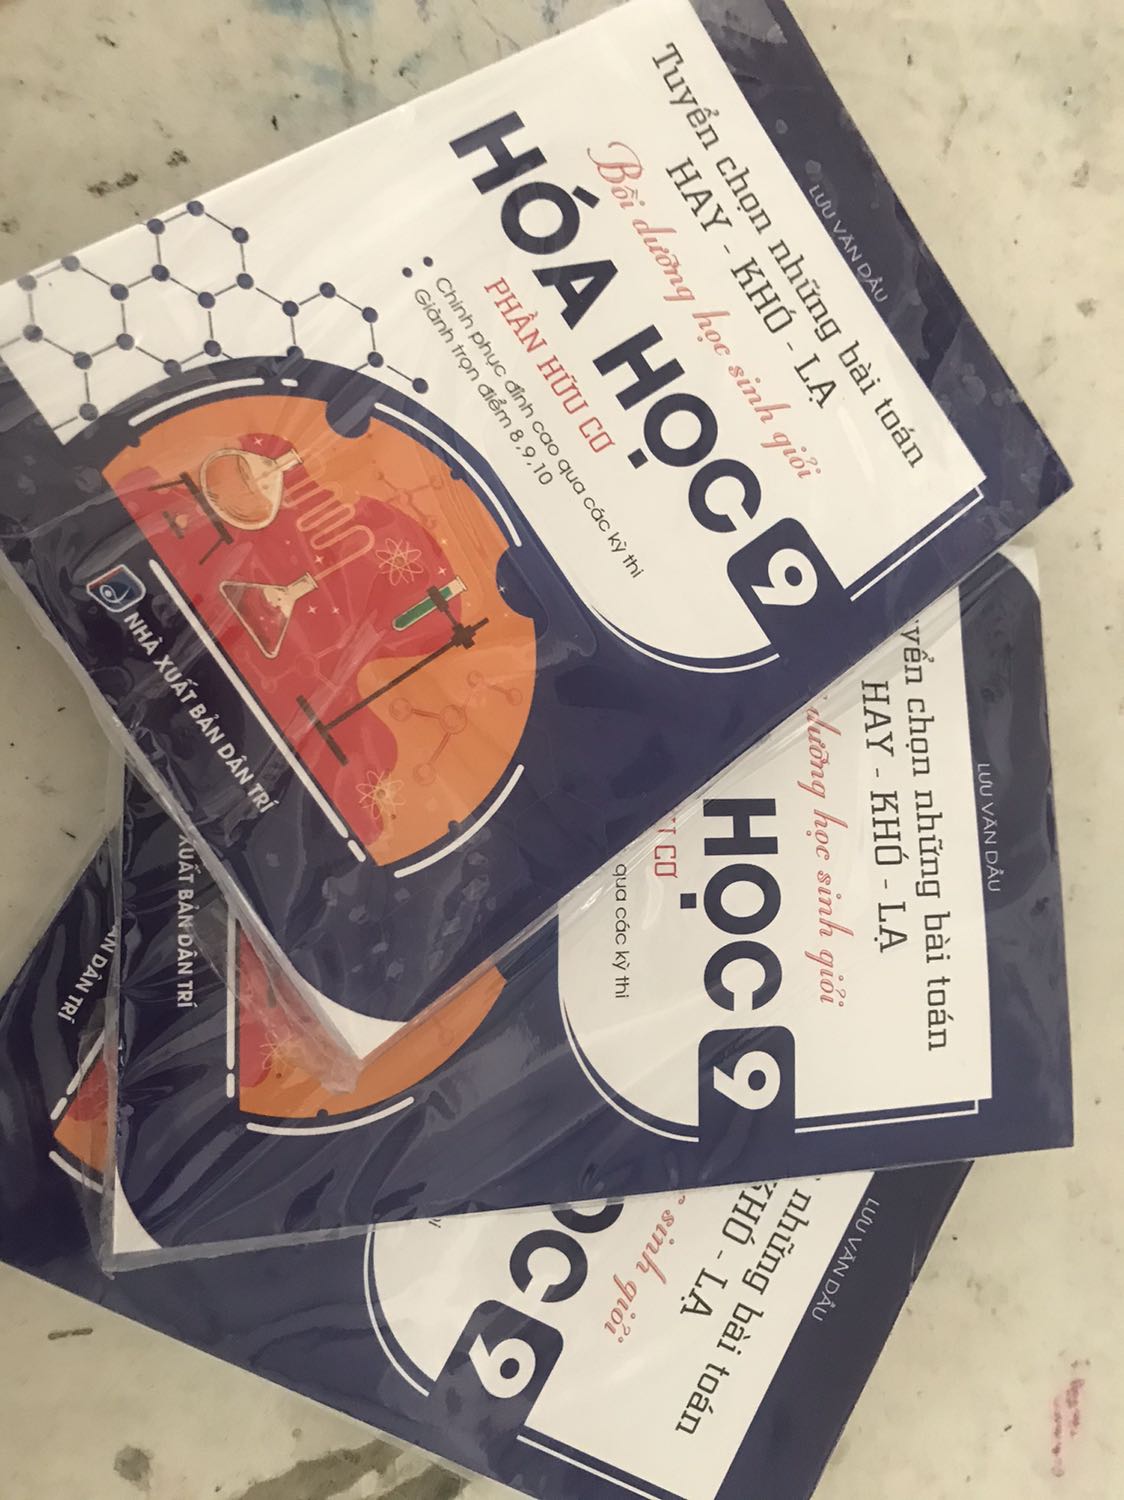 LƯU VĂN DẦU
Tuyển chọn những bài toán
HAY - KHÓ - LẠ
Bồi dưỡng học sinh giỏi
HÓA HỌC 9
PHẦN HỮU CƠ
Chinh phục đỉnh cao qua các kỳ thi
Giành trọn điểm 8,9,10
NHÀ XUẤT BẢN DÂN TRÍ
LƯU VĂN DẦU
chọn những bài toán
HAY - KHÓ - LẠ
dưỡng học sinh giỏi
HỌC 9
CƠ
qua các kỳ thi
XUẤT BẢN DÂN TRÍ
LƯU VĂN DẦU
những bài toán
KHÓ - LẠ
sinh giỏi
9
DÂN TRÍ